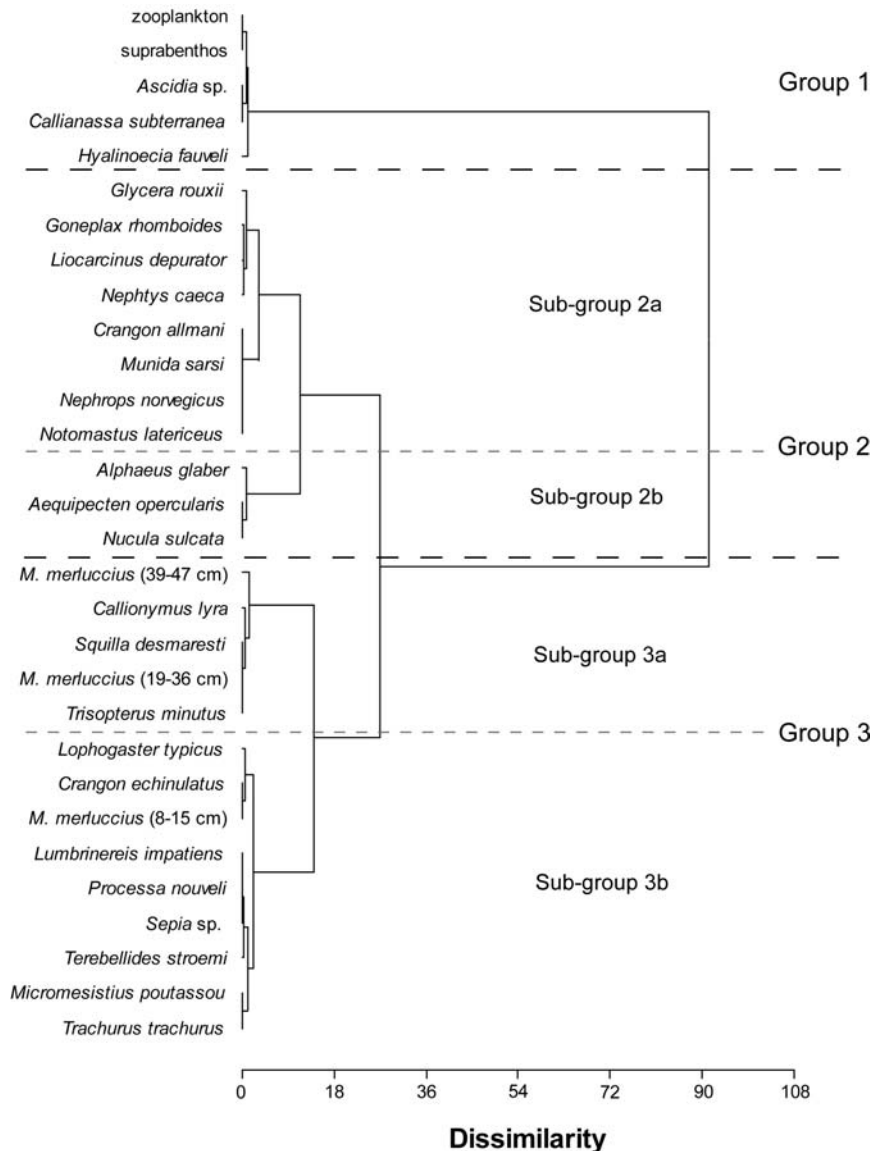 zooplankton
suprabenthos
Ascidia sp.
Group 1
Callianassa subterranea
Hyalinoecia fauveli
Glycera rouxii
Goneplax rhomboides
Liocarcinus depurator
Nephtys caeca
Sub-group 2a
Crangon allmani
Munida sarsi
Nephrops norvegicus
Notomastus latericeus
Group 2
Alphaeus glaber
Aequipecten opercularis
Sub-group 2b
Nucula sulcata
M. merluccius (39-47 cm)
Callionymus lyra
Squilla desmaresti
Sub-group 3a
M. merluccius (19-36 cm)
Trisopterus minutus
Group 3
Lophogaster typicus
Crangon echinulatus
M. merluccius (8-15 cm)
Lumbrinereis impatiens
Processa nouveli
Sub-group 3b
Sepia sp.
Terebellides stroemi
Micromesistius poutassou
Trachurus trachurus
0 18 36 54 72 90 108
Dissimilarity